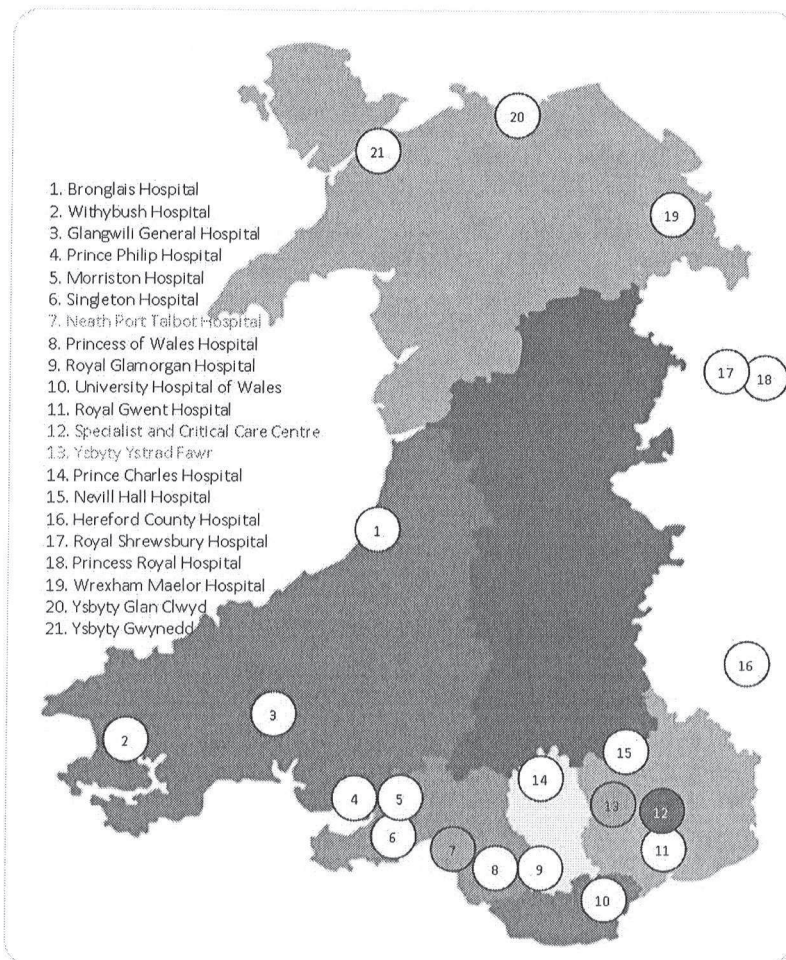 20
21
19
1. Bronglais Hospital
2. Withybush Hospital
3. Glangwili General Hospital
4. Prince Philip Hospital
5. Morriston Hospital
6. Singleton Hospital
7. Neath Port Talbot Hospital
8. Princess of Wales Hospital
9. Royal Glamorgan Hospital
10. University Hospital of Wales
11. Royal Gwent Hospital
12. Specialist and Critical Care Centre
13. Ysbyty Ystrad Fawr
14. Prince Charles Hospital
15. Nevill Hall Hospital
16. Hereford County Hospital
17. Royal Shrewsbury Hospital
18. Princess Royal Hospital
19. Wrexham Maelor Hospital
20. Ysbyty Glan Clwyd
21. Ysbyty Gwynedd
17
18
1
16
3
2
15
14
4
5
13
12
6
7
11
8
9
10